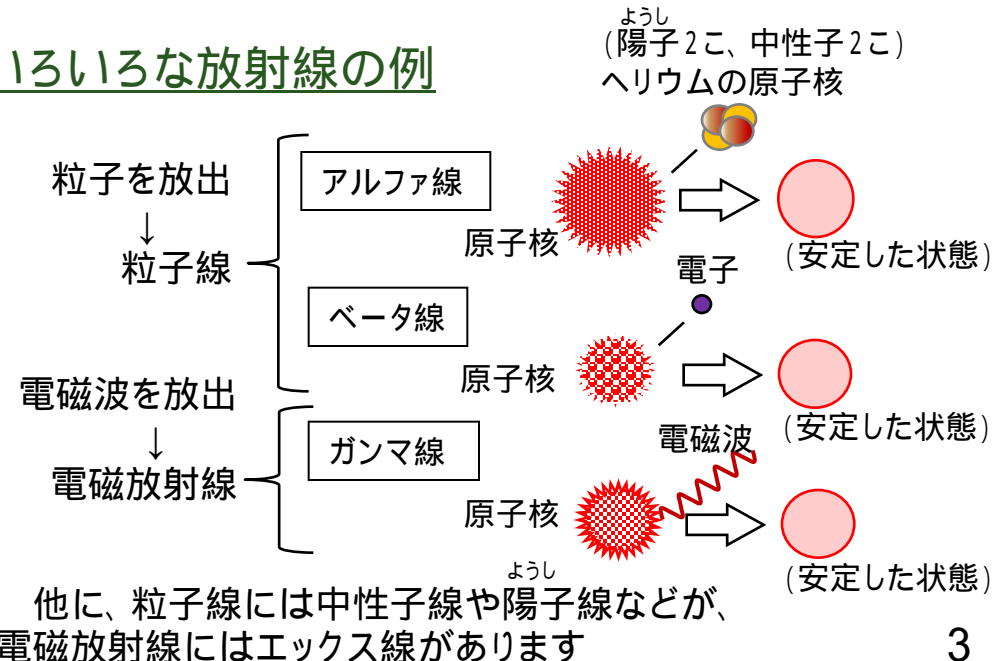 いろいろな放射線の例
ようし
(陽子2こ、中性子2こ)
ヘリウムの原子核
粒子を放出
↓
粒子線
アルファ線
原子核
(安定した状態)
電子
ベータ線
原子核
(安定した状態)
電磁波を放出
↓
電磁放射線
ガンマ線
電磁波
原子核
(安定した状態)
ようし
他に、粒子線には中性子線や陽子線などが、
電磁放射線にはエックス線があります
3